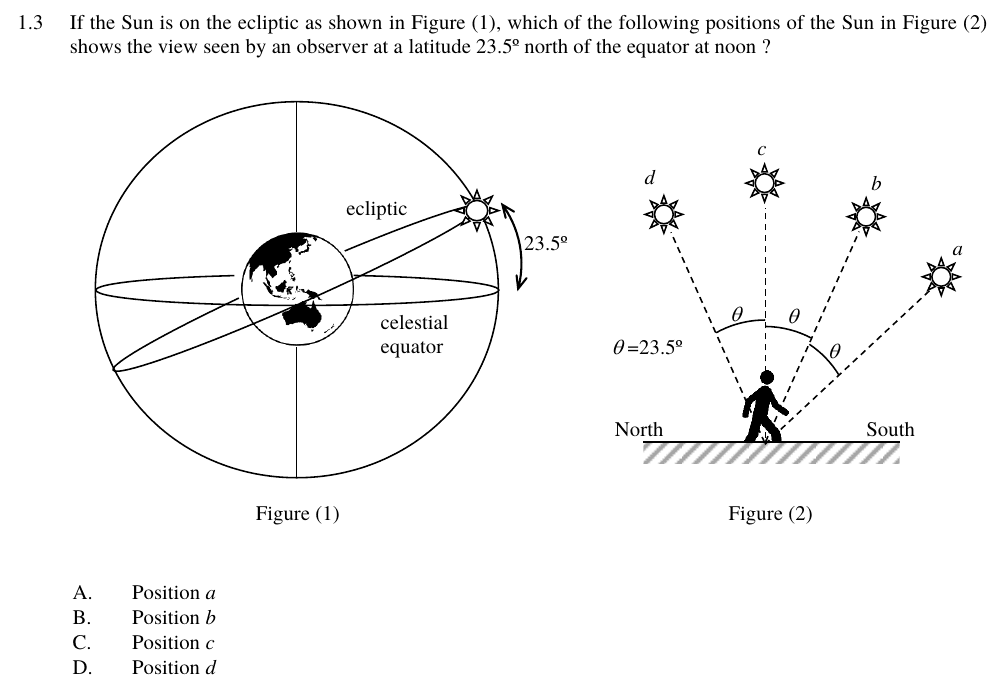 1.3 If the Sun is on the ecliptic as shown in Figure (1), which of the following positions of the Sun in Figure (2)
shows the view seen by an observer at a latitude 23.5º north of the equator at noon ?
c
d
b
ecliptic
23.5º
a
θ
θ
celestial
equator
θ=23.5º
θ
North
South
Figure (1)
Figure (2)
A. Position a
B. Position b
C. Position c
D. Position d